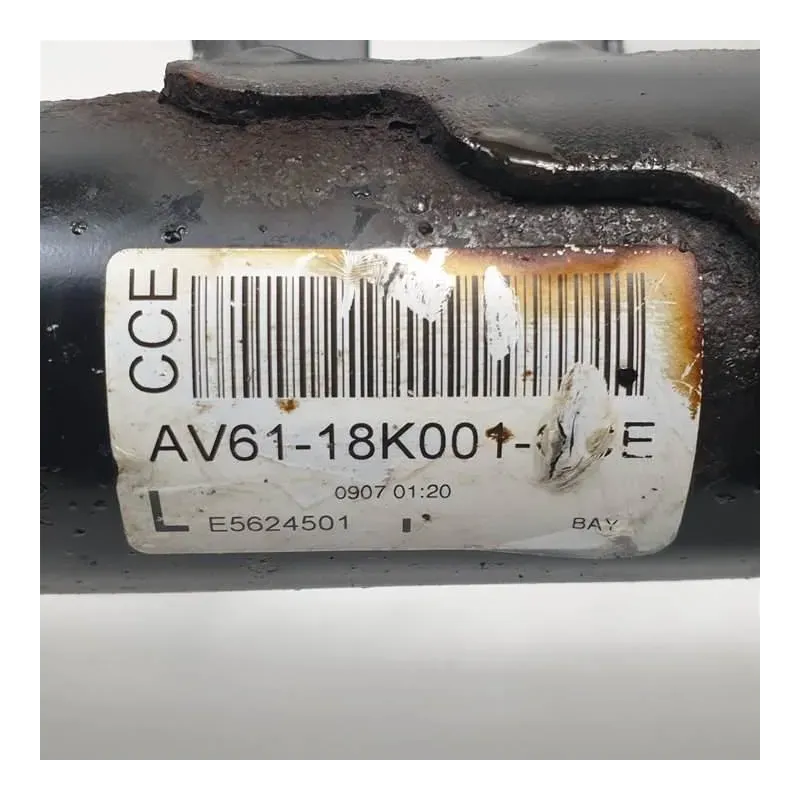 CCE
AV61-18K001-
0907 01:20
L E5624501 BAY